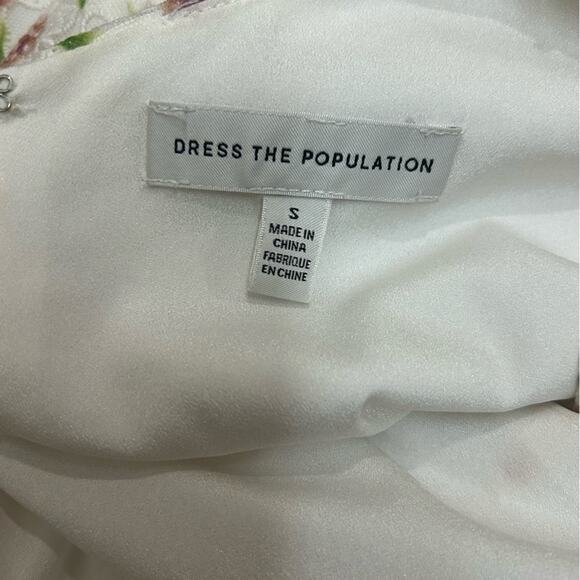 DRESS THE POPULATION
S
MADE IN
CHINA
FABRIQUE
EN CHINE